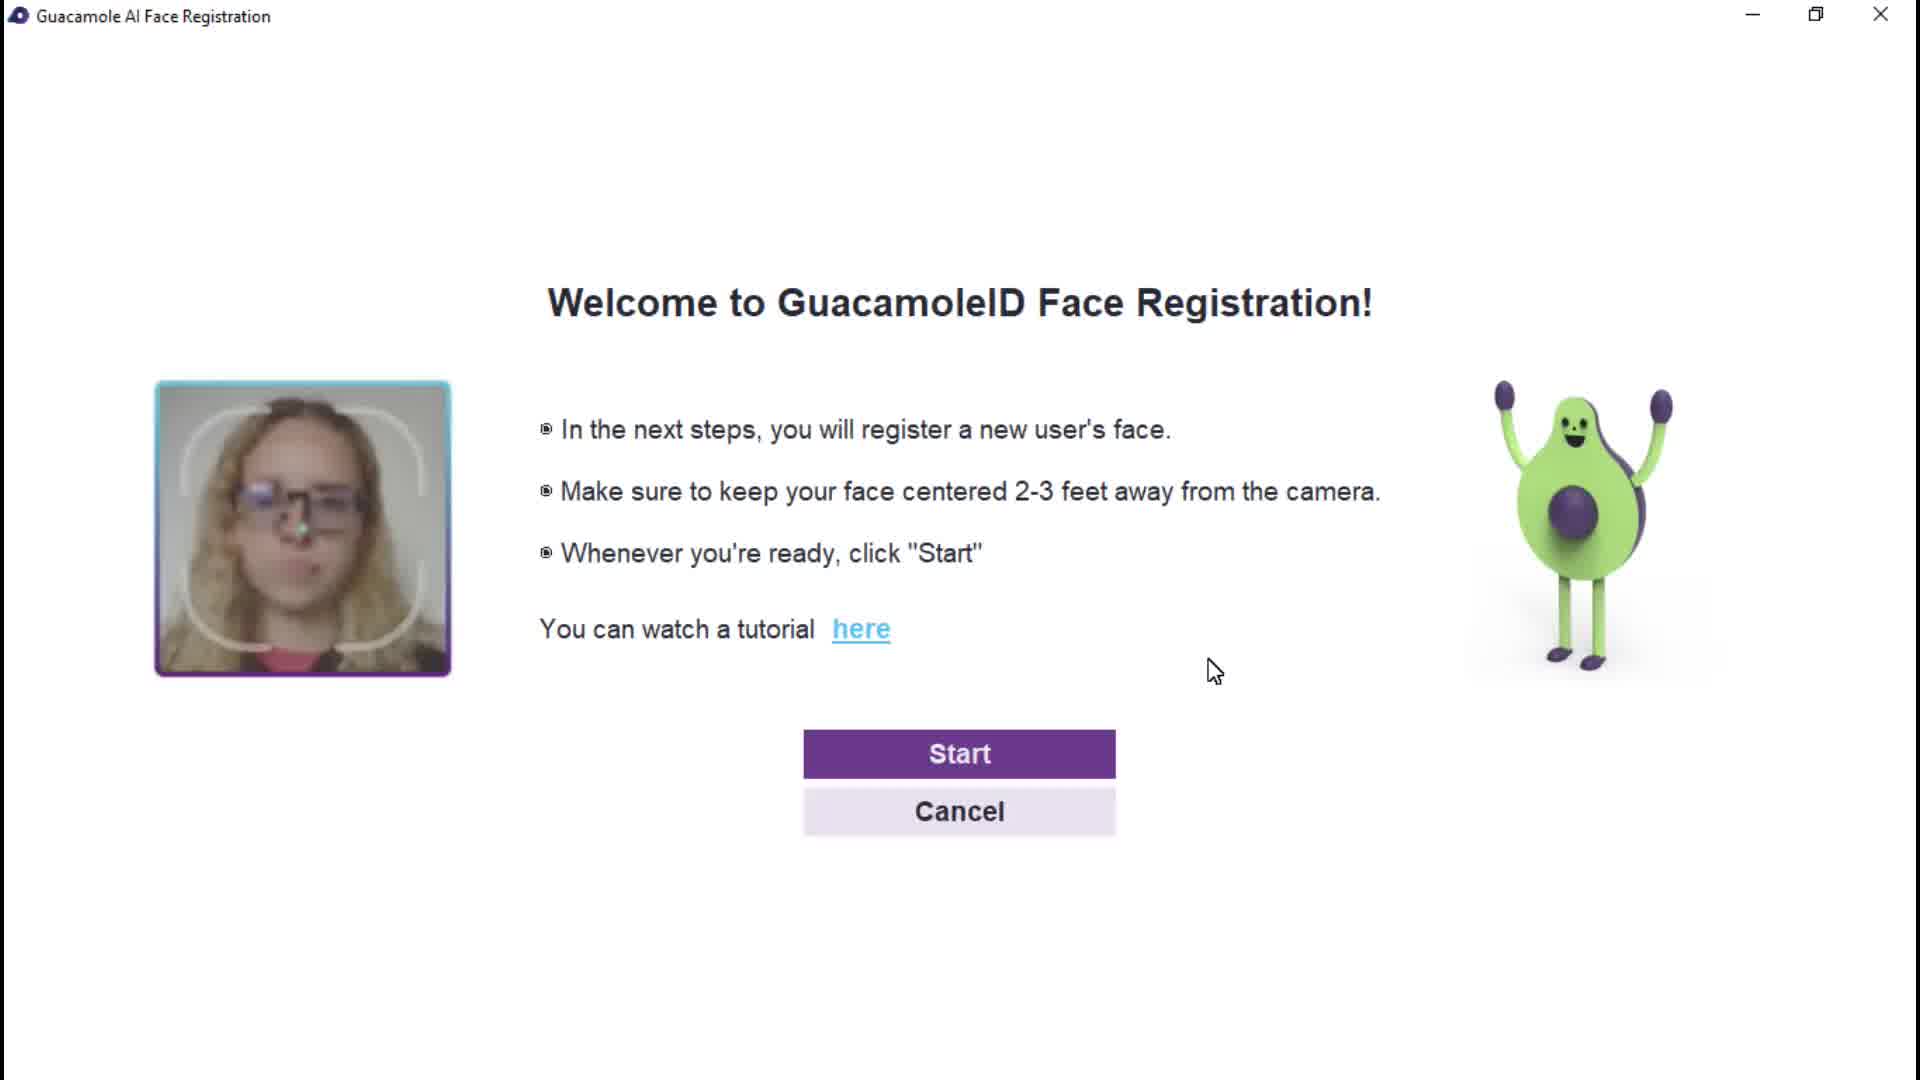 Guacamole AI Face Registration
Welcome to GuacamoleID Face Registration!
In the next steps, you will register a new user's face.
Make sure to keep your face centered 2-3 feet away from the camera.
Whenever you're ready, click "Start"
You can watch a tutorial here
Start
Cancel